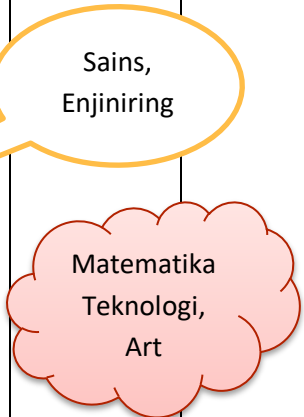 Sains,
Enjiniring
Matematika
Teknologi,
Art